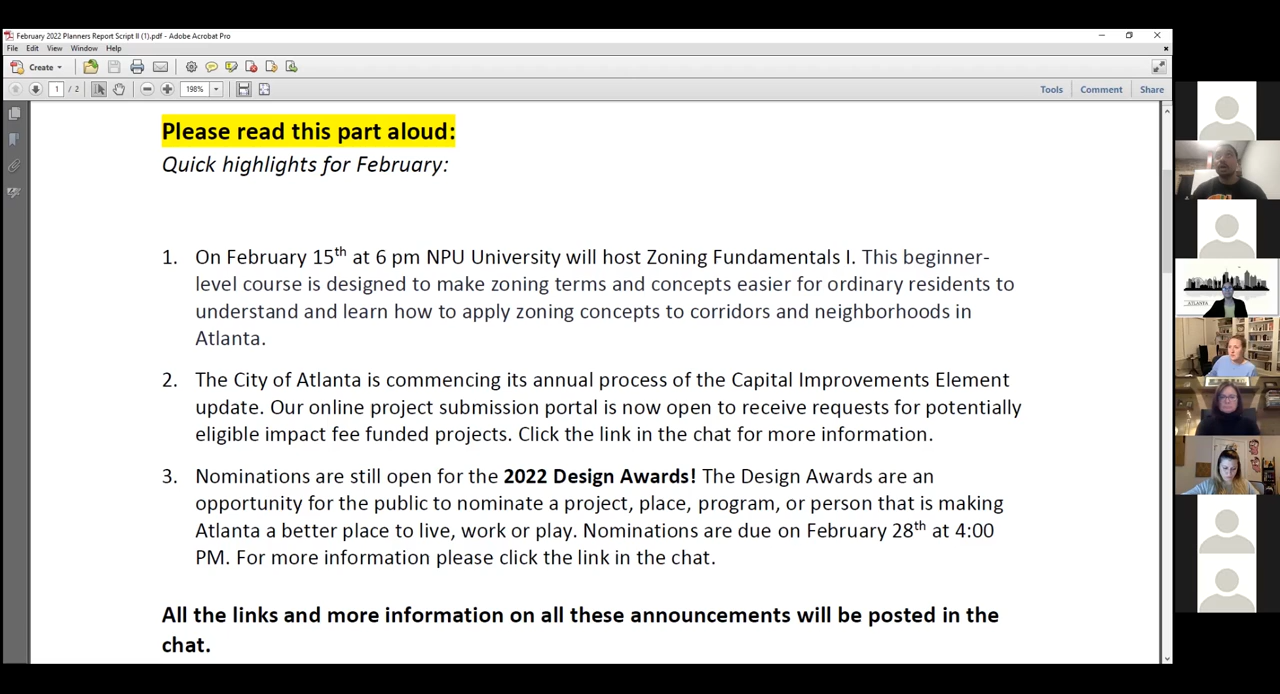 February 2022 Planners Report Script II (1).pdf - Adobe Acrobat Pro
File Edit View Window Help
Create
1 / 2 198% Tools Comment Share
Please read this part aloud:
Quick highlights for February:
1. On February 15th at 6 pm NPU University will host Zoning Fundamentals I. This beginner-
level course is designed to make zoning terms and concepts easier for ordinary residents to
understand and learn how to apply zoning concepts to corridors and neighborhoods in
Atlanta.
2. The City of Atlanta is commencing its annual process of the Capital Improvements Element
update. Our online project submission portal is now open to receive requests for potentially
eligible impact fee funded projects. Click the link in the chat for more information.
3. Nominations are still open for the 2022 Design Awards! The Design Awards are an
opportunity for the public to nominate a project, place, program, or person that is making
Atlanta a better place to live, work or play. Nominations are due on February 28th at 4:00
PM. For more information please click the link in the chat.
All the links and more information on all these announcements will be posted in the
chat.
ATLANTA